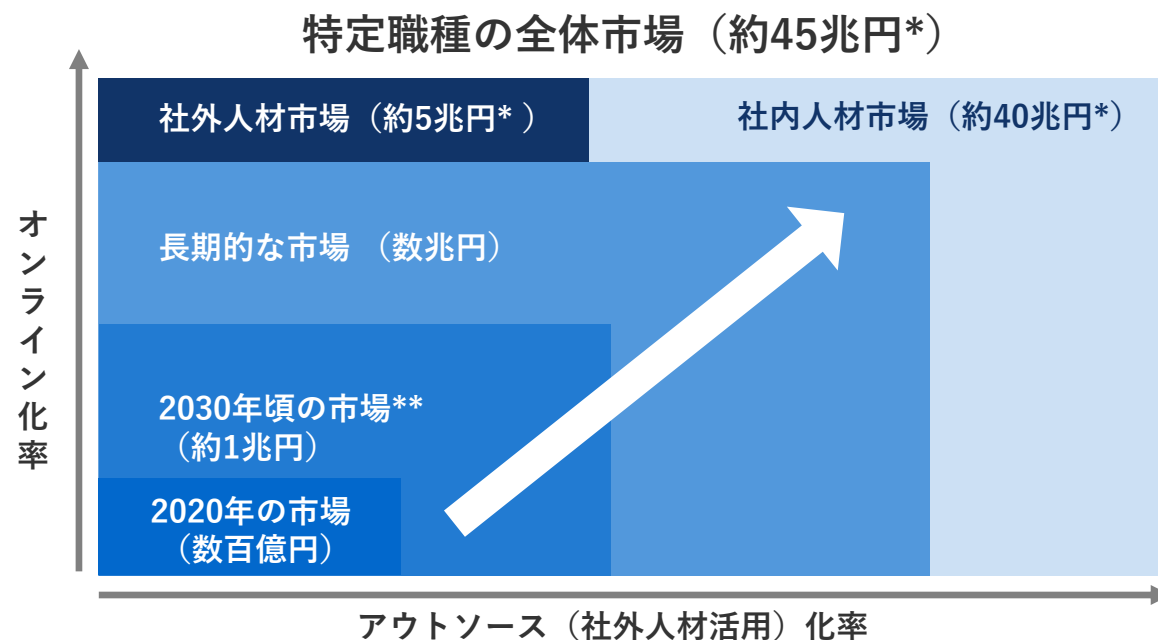 特定職種の全体市場（約45兆円*）
社外人材市場（約5兆円* ）
社内人材市場（約40兆円*）
オンライン化率
長期的な市場 （数兆円）
2030年頃の市場**
（約1兆円）
2020年の市場
（数百億円）
アウトソース（社外人材活用）化率